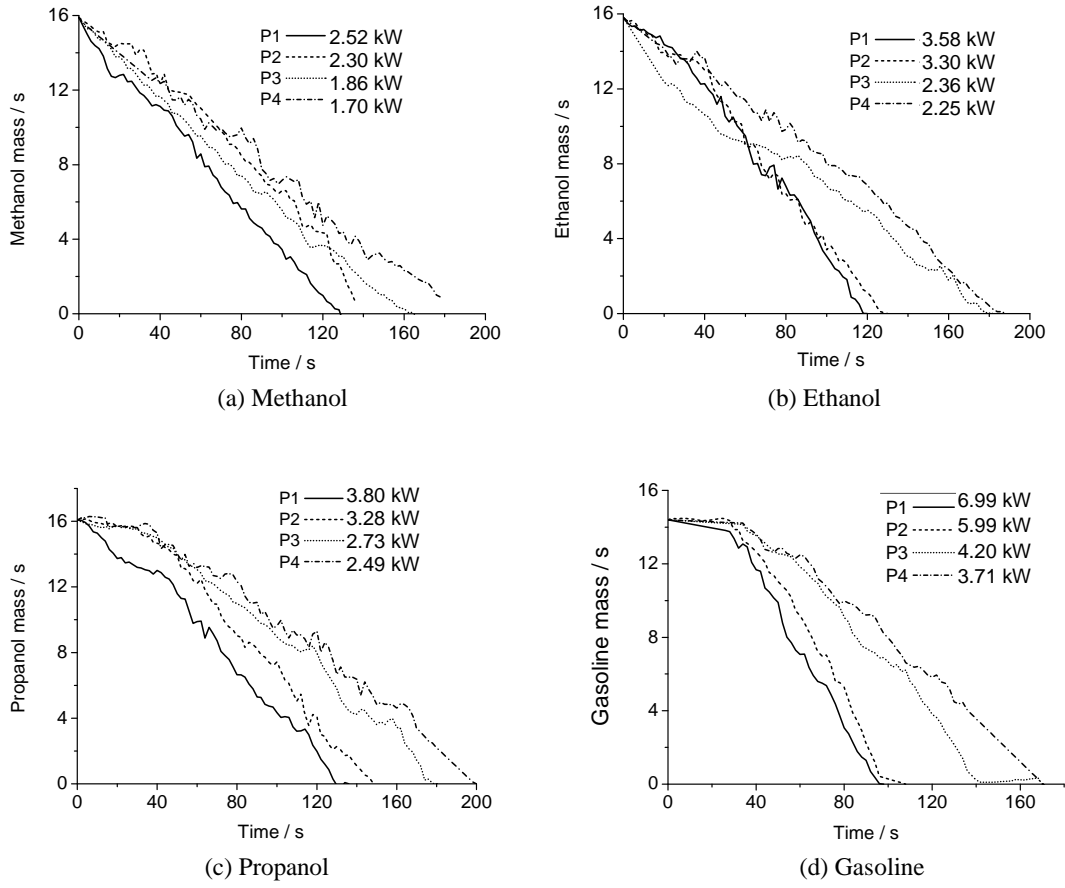 16
12
8
4
0
Methanol mass / s
P1 2.52 kW
P2 2.30 kW
P3 1.86 kW
P4 1.70 kW
0 40 80 120 160 200
Time / s
(a) Methanol
16
12
8
4
0
Ethanol mass / s
P1 3.58 kW
P2 3.30 kW
P3 2.36 kW
P4 2.25 kW
0 40 80 120 160 200
Time / s
(b) Ethanol
16
12
8
4
0
Propanol mass / s
P1 3.80 kW
P2 3.28 kW
P3 2.73 kW
P4 2.49 kW
0 40 80 120 160 200
Time / s
(c) Propanol
16
12
8
4
0
Gasoline mass / s
P1 6.99 kW
P2 5.99 kW
P3 4.20 kW
P4 3.71 kW
0 40 80 120 160
Time / s
(d) Gasoline